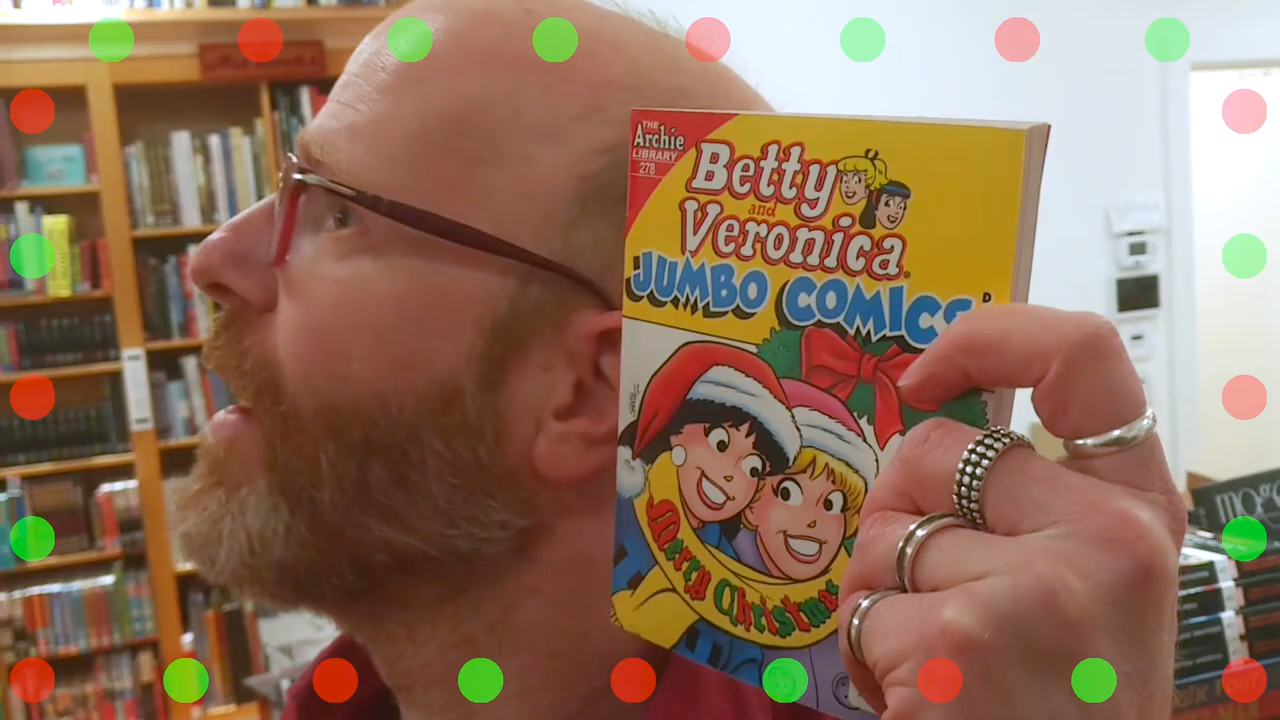 THE
Archie
LIBRARY
278
Betty
and
Veronica
JUMBO COMICS
Merry Christmas